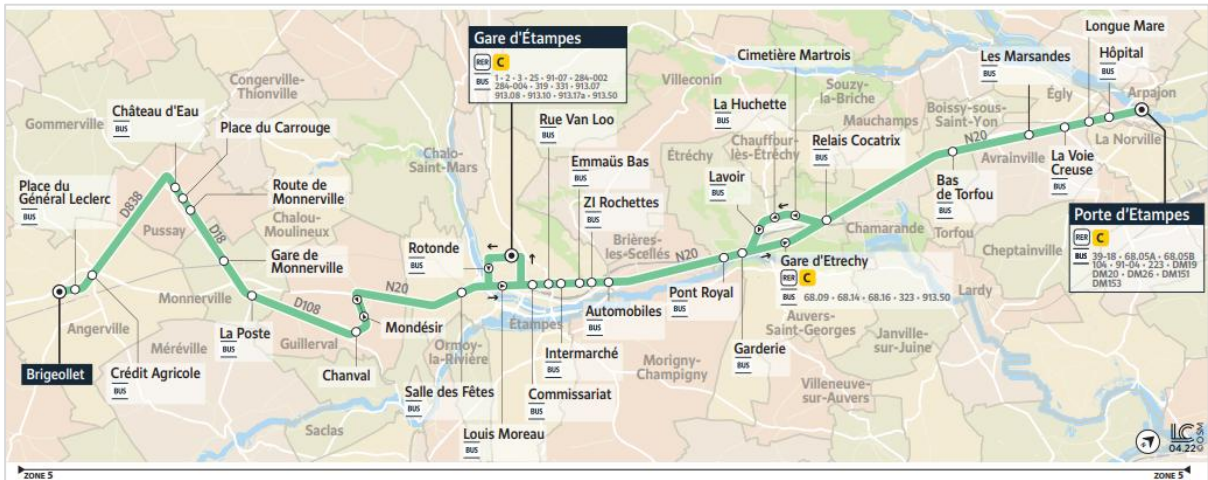 Gare d'Étampes
RER C
BUS 1 • 2 • 3 • 25 • 91-07 • 284-002
284-004 • 319 • 331 • 913.07
913.08 • 913.10 • 913.17a • 913.50
Longue Mare
Hôpital
BUS
Les Marsandes
BUS
Cimetière Martrois
La Huchette
BUS
Relais Cocatrix
BUS
Lavoir
BUS
Rue Van Loo
BUS
Emmaüs Bas
BUS
ZI Rochettes
BUS
Château d'Eau
BUS
Place du Carrouge
Route de
Monnerville
Place du
Général Leclerc
BUS
Gare de
Monnerville
Rotonde
BUS
La Voie
Creuse
BUS
Bas
de Torfou
BUS
Porte d'Etampes
RER C
BUS 39-18 • 68.05A • 68.05B
104 • 91-04 • 223 • DM19
DM20 • DM26 • DM151
DM153
Gare d'Etrechy
RER C
BUS 68.09 • 68.14 • 68.16 • 323 • 913.50
Pont Royal
BUS
Garderie
BUS
Automobiles
BUS
Intermarché
BUS
Commissariat
BUS
Louis Moreau
BUS
Salle des Fêtes
BUS
Mondésir
Chanval
La Poste
BUS
Crédit Agricole
BUS
Brigeollet
Gommerville
Congerville-
Thionville
Pussay
Chalou-
Moulineux
Chalo-
Saint-Mars
Angerville
Monnerville
Méréville
Guillerval
Saclas
Ormoy-
la-Rivière
Étampes
Brières-
les-Scellés
Morigny-
Champigny
Étréchy
Villeconin
Chauffour-
lès-Étréchy
Souzy-
la-Briche
Mauchamps
Boissy-sous-
Saint-Yon
Égly
Arpajon
La Norville
Avrainville
Torfou
Chamarande
Cheptainville
Lardy
Auvers-
Saint-Georges
Janville-
sur-Juine
Villeneuve-
sur-Auvers
D838
D18
D108
N20
N20
N20
LC
04.22
© OSM
ZONE 5
ZONE 5